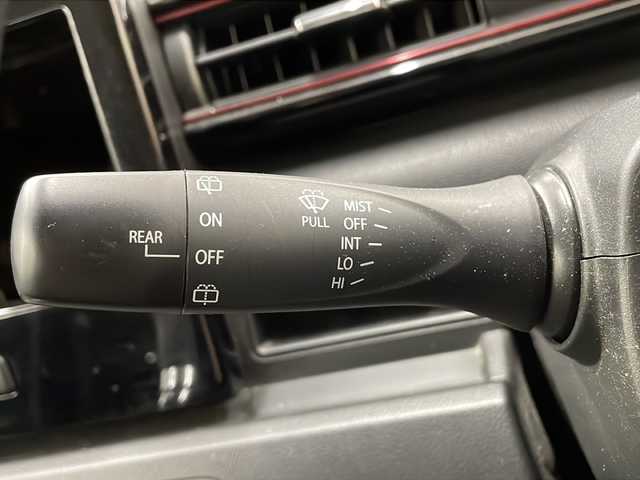 REAR
ON
OFF
PULL
MIST
OFF
INT
LO
HI